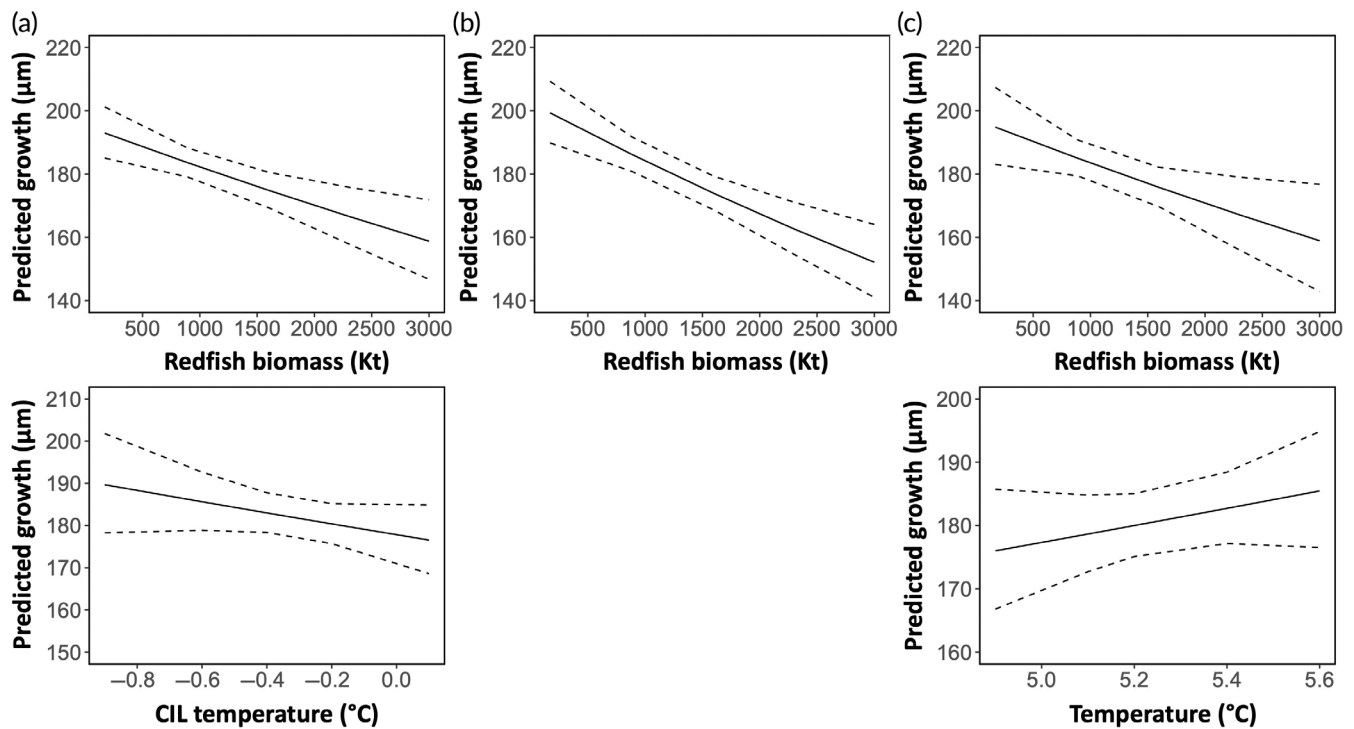 (a)
(b)
(c)
Predicted growth (µm)
220
200
180
160
140
500 1000 1500 2000 2500 3000
Redfish biomass (Kt)
Predicted growth (µm)
220
200
180
160
140
500 1000 1500 2000 2500 3000
Redfish biomass (Kt)
Predicted growth (µm)
220
200
180
160
140
500 1000 1500 2000 2500 3000
Redfish biomass (Kt)
Predicted growth (µm)
210
200
190
180
170
160
150
−0.8 −0.6 −0.4 −0.2 0.0
CIL temperature (°C)
Predicted growth (µm)
200
190
180
170
160
5.0 5.2 5.4 5.6
Temperature (°C)